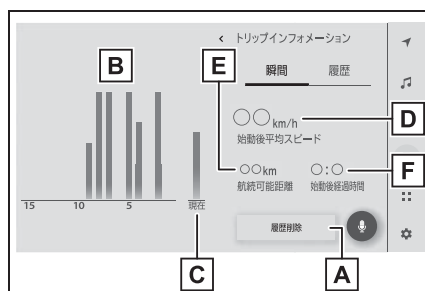 トリップインフォメーション
E
B
瞬間 履歴
○○km/h
D
始動後平均スピード
○○km ○:○
F
航続可能距離 始動後経過時間
15 10 5 現在
履歴削除
C
A